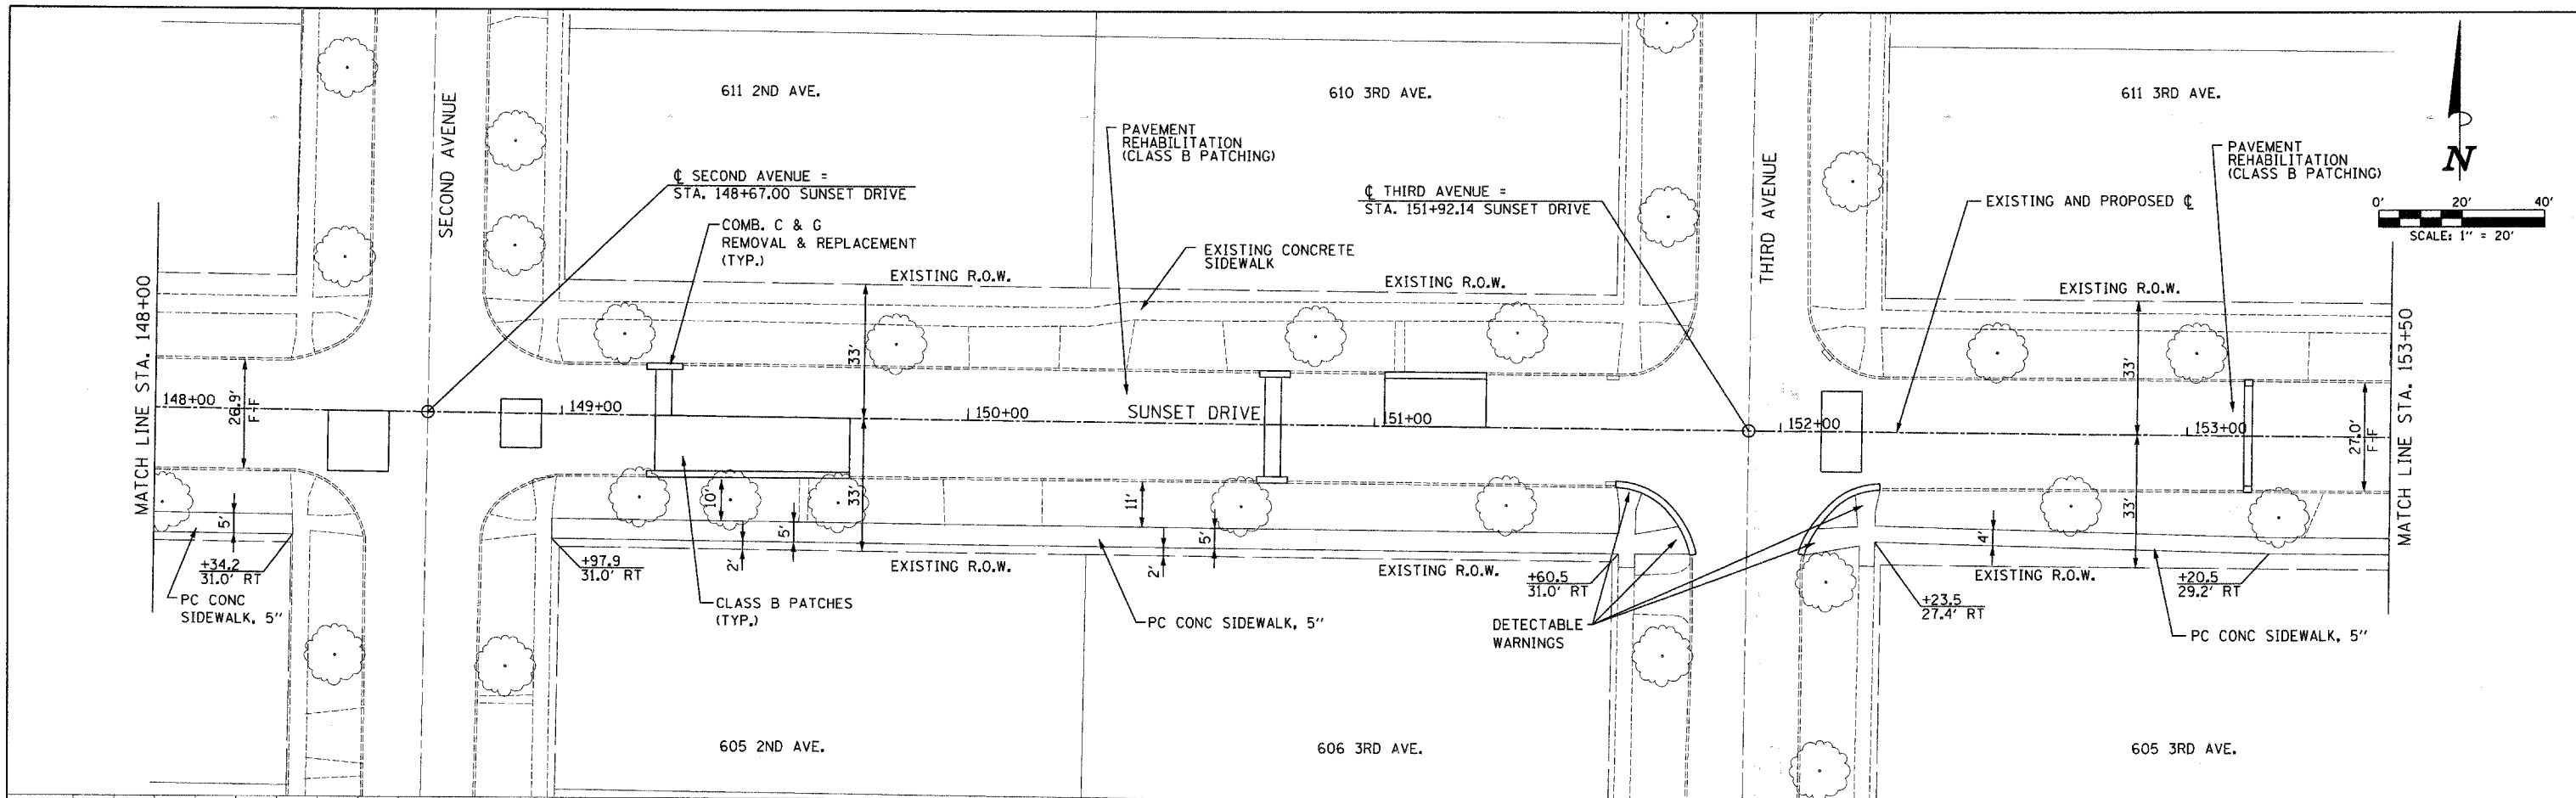 611 2ND AVE.
610 3RD AVE.
611 3RD AVE.
SECOND AVENUE
THIRD AVENUE
PAVEMENT
REHABILITATION
(CLASS B PATCHING)
PAVEMENT
REHABILITATION
(CLASS B PATCHING)
N
0' 20' 40'
SCALE: 1" = 20'
℄ SECOND AVENUE =
STA. 148+67.00 SUNSET DRIVE
℄ THIRD AVENUE =
STA. 151+92.14 SUNSET DRIVE
EXISTING AND PROPOSED ℄
COMB. C & G
REMOVAL & REPLACEMENT
(TYP.)
EXISTING CONCRETE
SIDEWALK
EXISTING R.O.W.
EXISTING R.O.W.
EXISTING R.O.W.
MATCH LINE STA. 148+00
MATCH LINE STA. 153+50
33'
33'
26.9'
F-F
27.0'
F-F
148+00
149+00
150+00
SUNSET DRIVE
151+00
152+00
153+00
33'
33'
10'
11'
5'
5'
5'
4'
2'
2'
+34.2
31.0' RT
+97.9
31.0' RT
EXISTING R.O.W.
EXISTING R.O.W.
+60.5
31.0' RT
EXISTING R.O.W.
+23.5
27.4' RT
+20.5
29.2' RT
PC CONC
SIDEWALK, 5"
CLASS B PATCHES
(TYP.)
PC CONC SIDEWALK, 5"
DETECTABLE
WARNINGS
PC CONC SIDEWALK, 5"
605 2ND AVE.
606 3RD AVE.
605 3RD AVE.